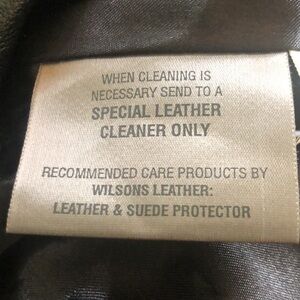 WHEN CLEANING IS
NECESSARY SEND TO A
SPECIAL LEATHER
CLEANER ONLY
RECOMMENDED CARE PRODUCTS BY
WILSONS LEATHER:
LEATHER & SUEDE PROTECTOR